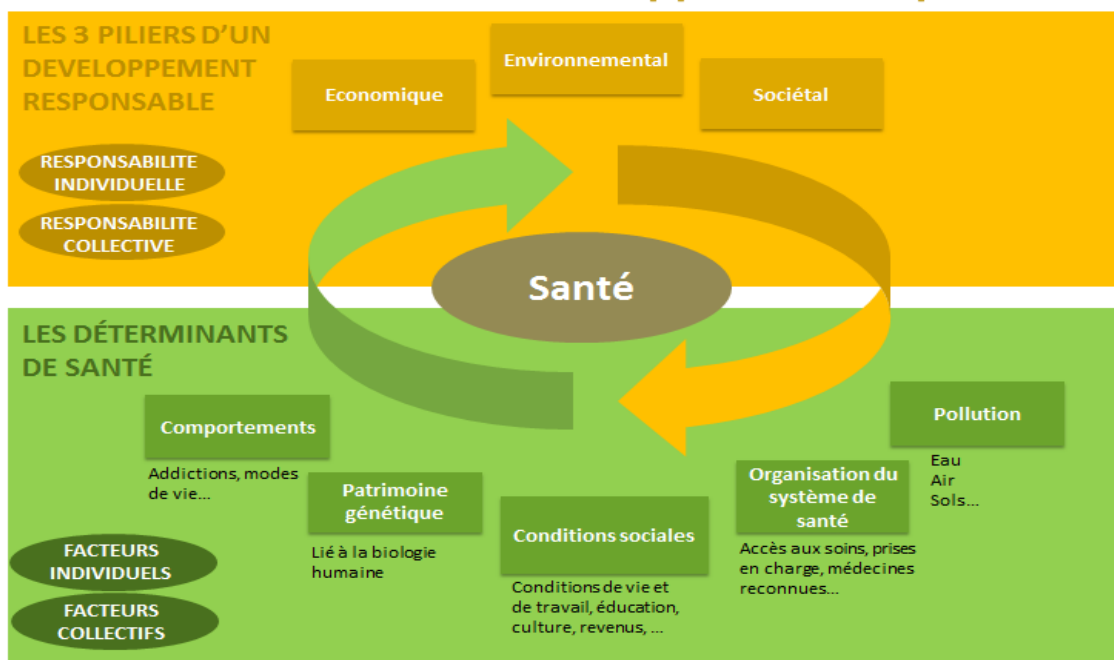 LES 3 PILIERS D'UN
DEVELOPPEMENT
RESPONSABLE
Economique
Environnemental
Sociétal
RESPONSABILITE
INDIVIDUELLE
RESPONSABILITE
COLLECTIVE
Santé
LES DÉTERMINANTS
DE SANTÉ
Comportements
Addictions, modes
de vie...
Patrimoine
génétique
Lié à la biologie
humaine
Conditions sociales
Conditions de vie et
de travail, éducation,
culture, revenus, ...
Organisation du
système de
santé
Accès aux soins, prises
en charge, médecines
reconnues...
Pollution
Eau
Air
Sols...
FACTEURS
INDIVIDUELS
FACTEURS
COLLECTIFS